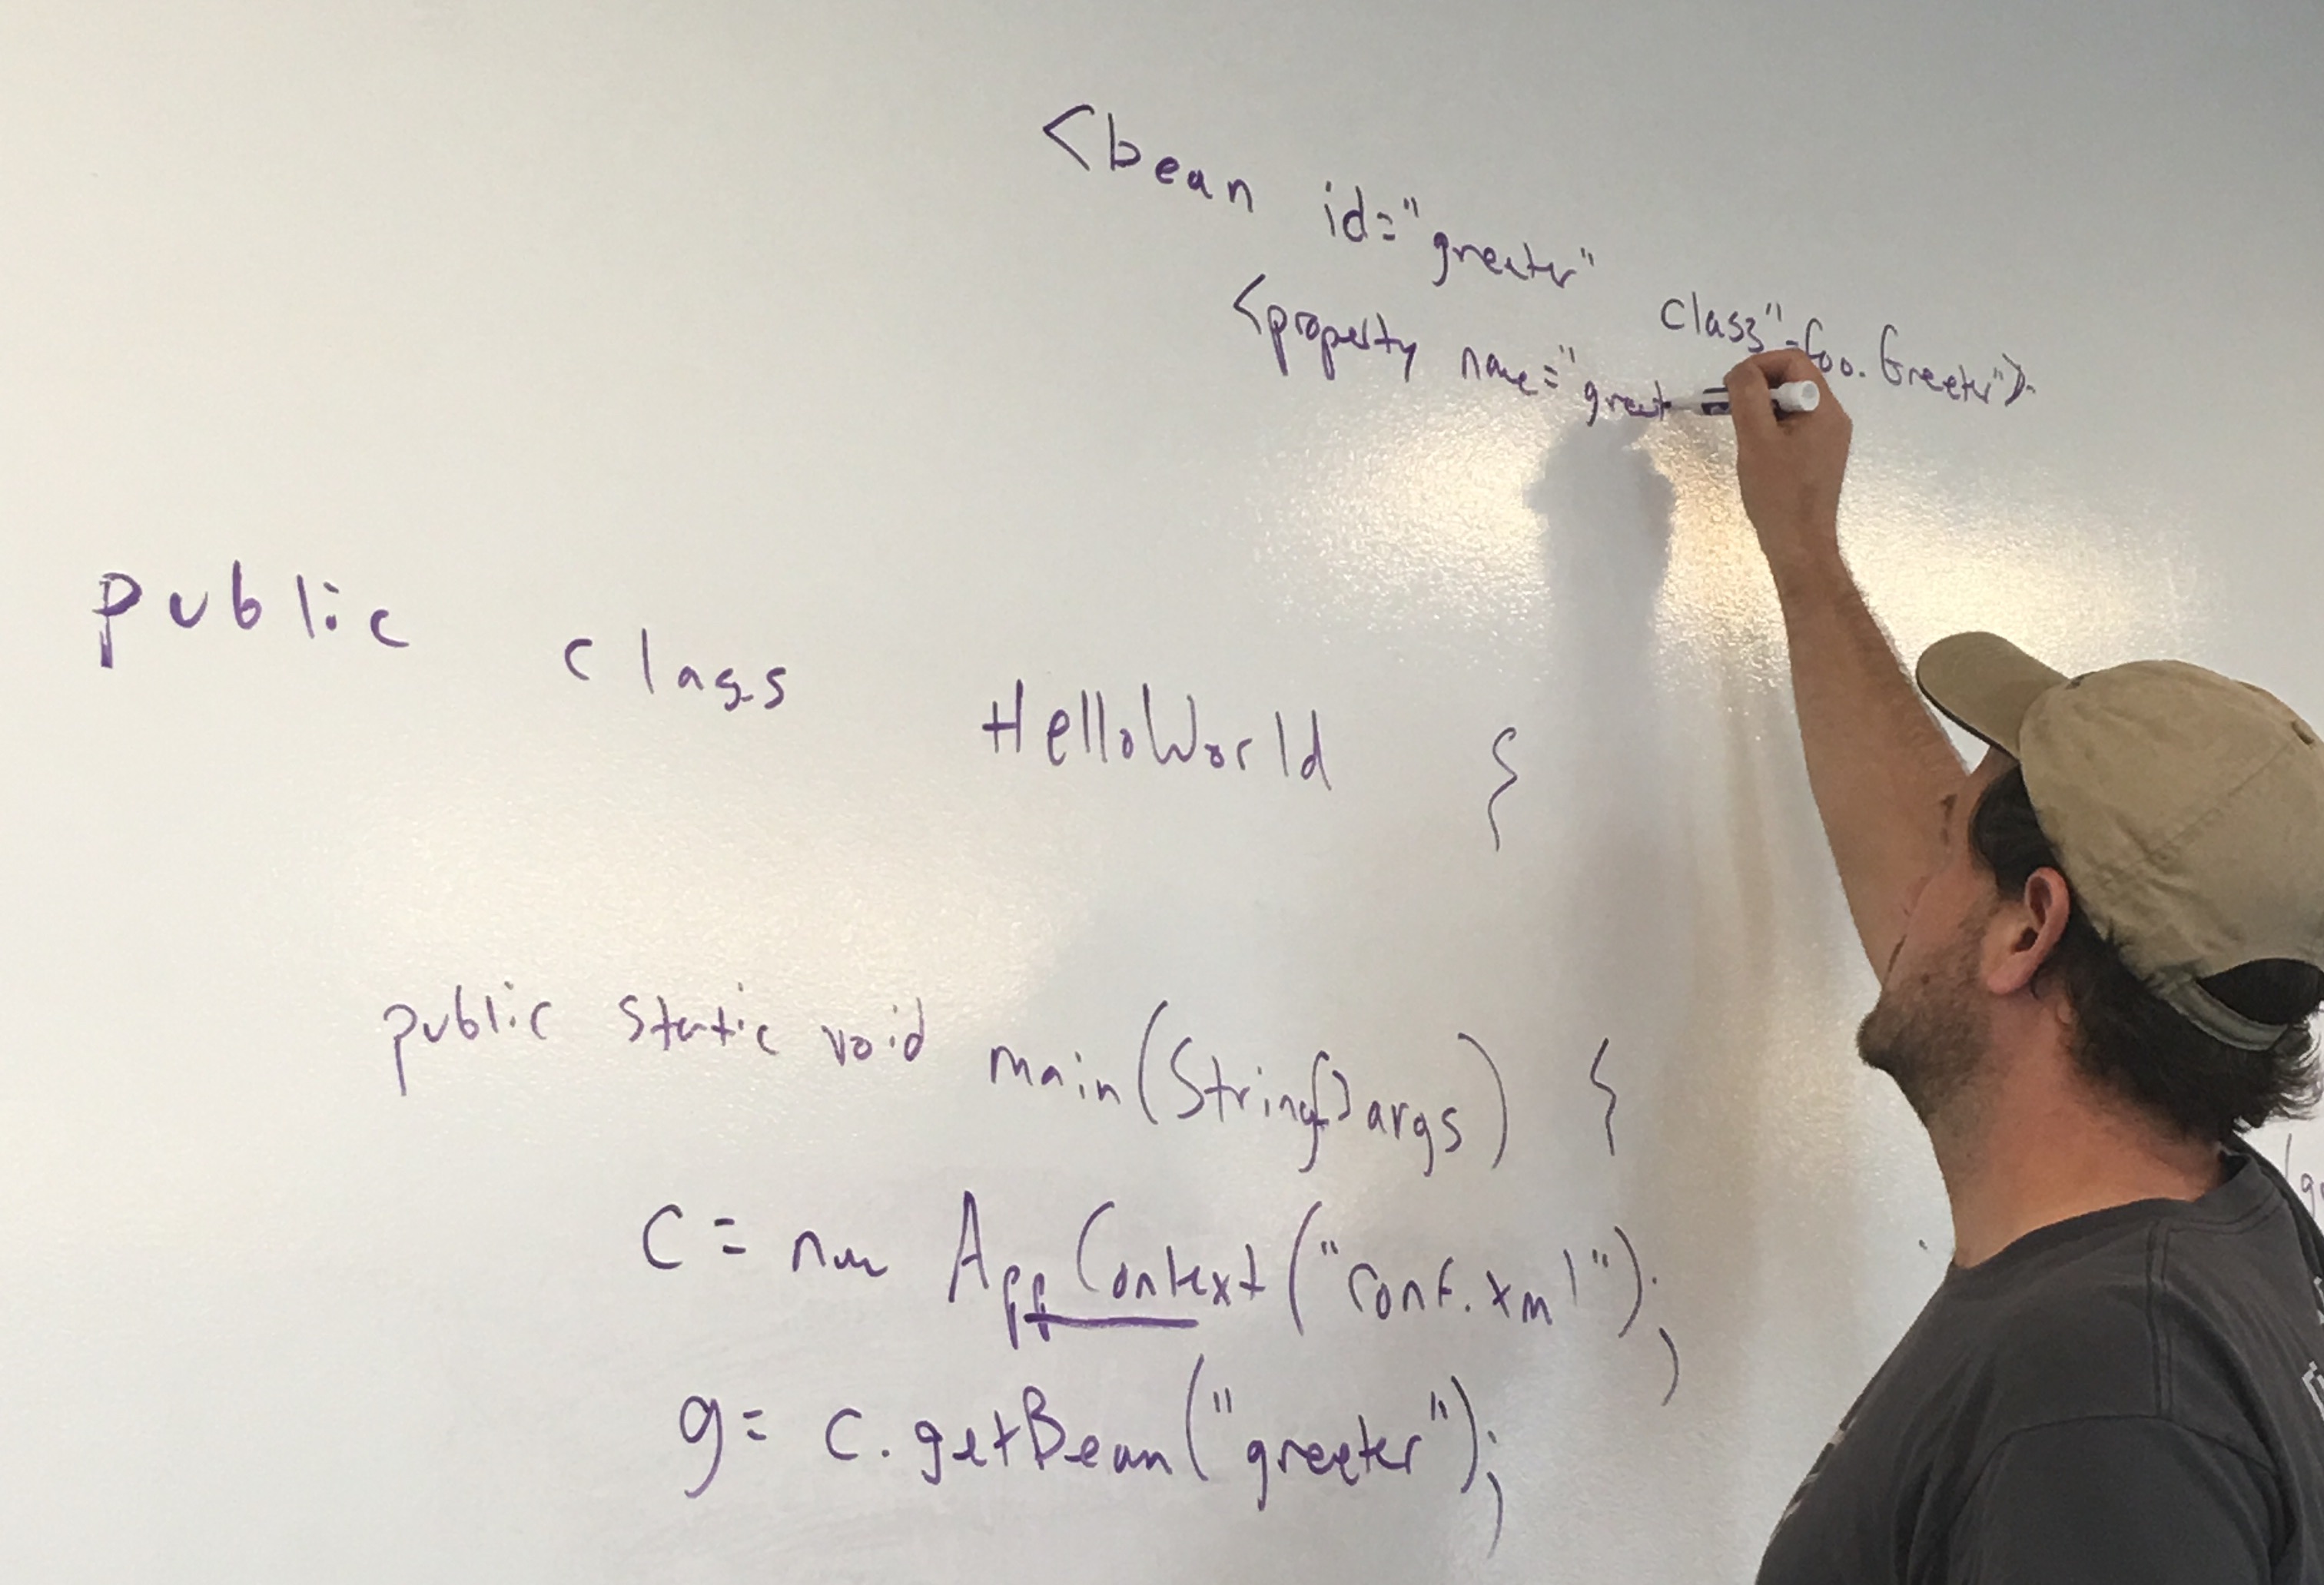 <bean id="greeter"
class"=foo.Greeter">
<property name="greet
public class HelloWorld {
public static void main(String[] args) {
c = new AppContext("conf.xml");
g = c.getBean("greeter");